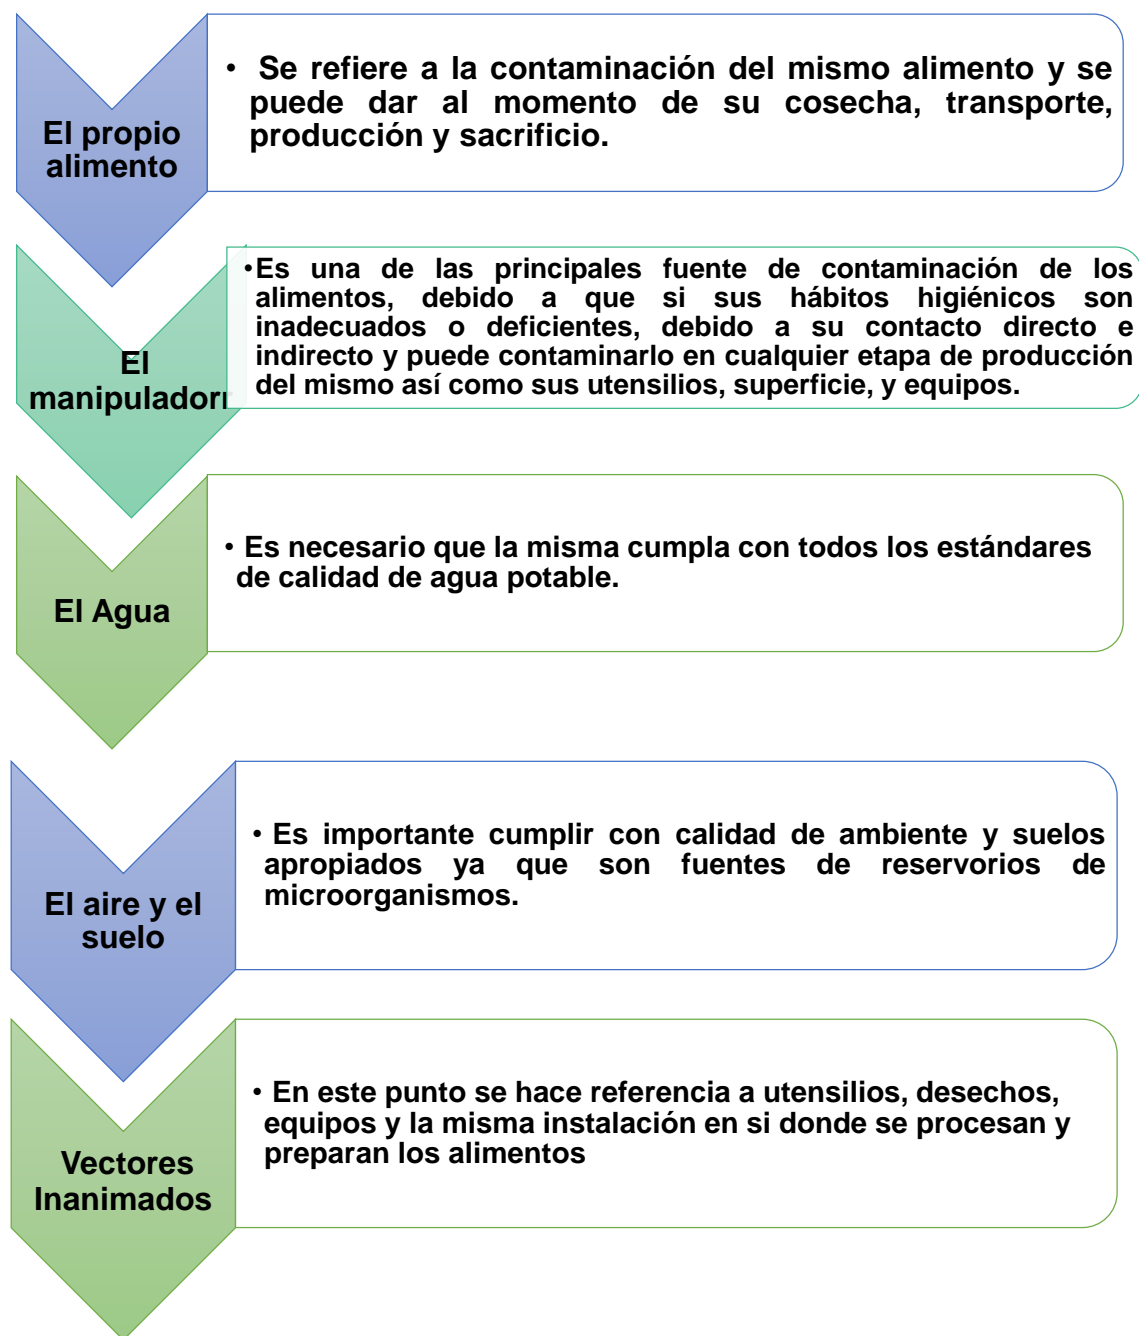 El propio
alimento
• Se refiere a la contaminación del mismo alimento y se
puede dar al momento de su cosecha, transporte,
producción y sacrificio.
El
manipuladorr
•Es una de las principales fuente de contaminación de los
alimentos, debido a que si sus hábitos higiénicos son
inadecuados o deficientes, debido a su contacto directo e
indirecto y puede contaminarlo en cualquier etapa de producción
del mismo así como sus utensilios, superficie, y equipos.
El Agua
• Es necesario que la misma cumpla con todos los estándares
de calidad de agua potable.
El aire y el
suelo
• Es importante cumplir con calidad de ambiente y suelos
apropiados ya que son fuentes de reservorios de
microorganismos.
Vectores
Inanimados
• En este punto se hace referencia a utensilios, desechos,
equipos y la misma instalación en si donde se procesan y
preparan los alimentos